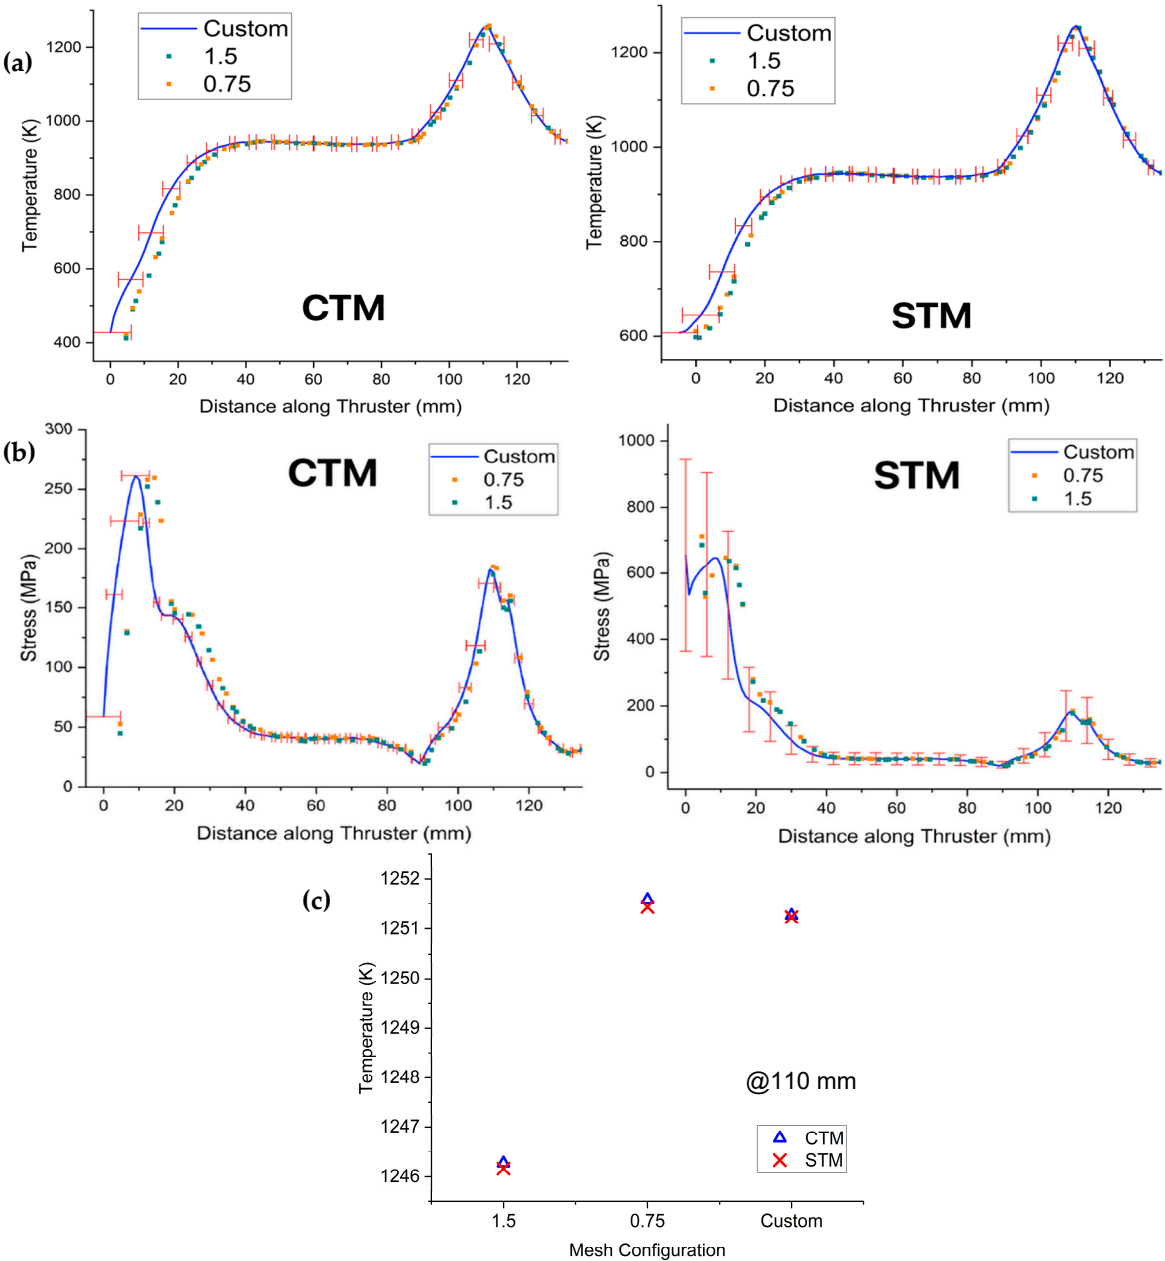 (a)
Custom
1.5
0.75
1200
1000
800
600
400
Temperature (K)
CTM
0 20 40 60 80 100 120
Distance along Thruster (mm)
Custom
1.5
0.75
1200
1000
800
600
Temperature (K)
STM
0 20 40 60 80 100 120
Distance along Thruster (mm)
(b)
CTM
Custom
0.75
1.5
300
250
200
150
100
50
0
Stress (MPa)
0 20 40 60 80 100 120
Distance along Thruster (mm)
STM
Custom
0.75
1.5
1000
800
600
400
200
0
Stress (MPa)
0 20 40 60 80 100 120
Distance along Thruster (mm)
(c)
1252
1251
1250
1249
1248
1247
1246
Temperature (K)
@110 mm
CTM
STM
1.5 0.75 Custom
Mesh Configuration